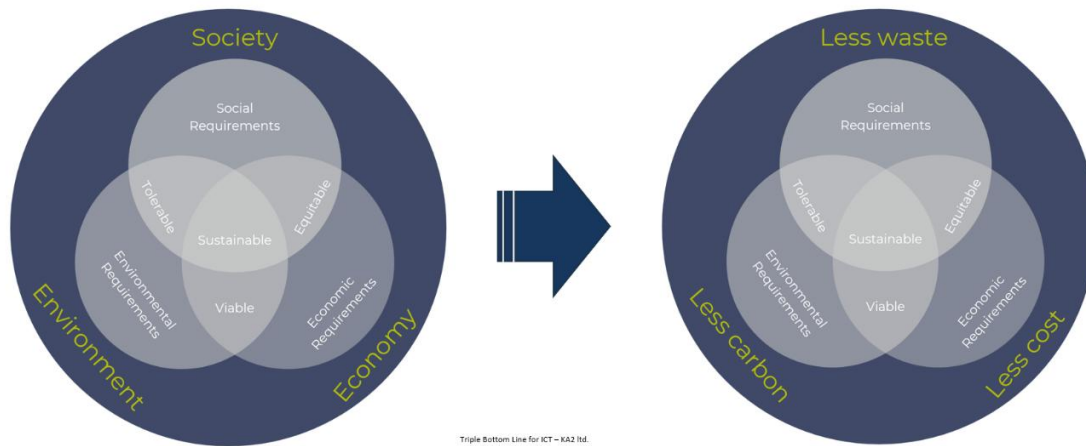 Society
Social
Requirements
Tolerable
Equitable
Sustainable
Environmental
Requirements
Viable
Economic
Requirements
Environment
Economy
Less waste
Social
Requirements
Tolerable
Equitable
Sustainable
Environmental
Requirements
Viable
Economic
Requirements
Less carbon
Less cost
Triple Bottom Line for ICT – KA2 ltd.